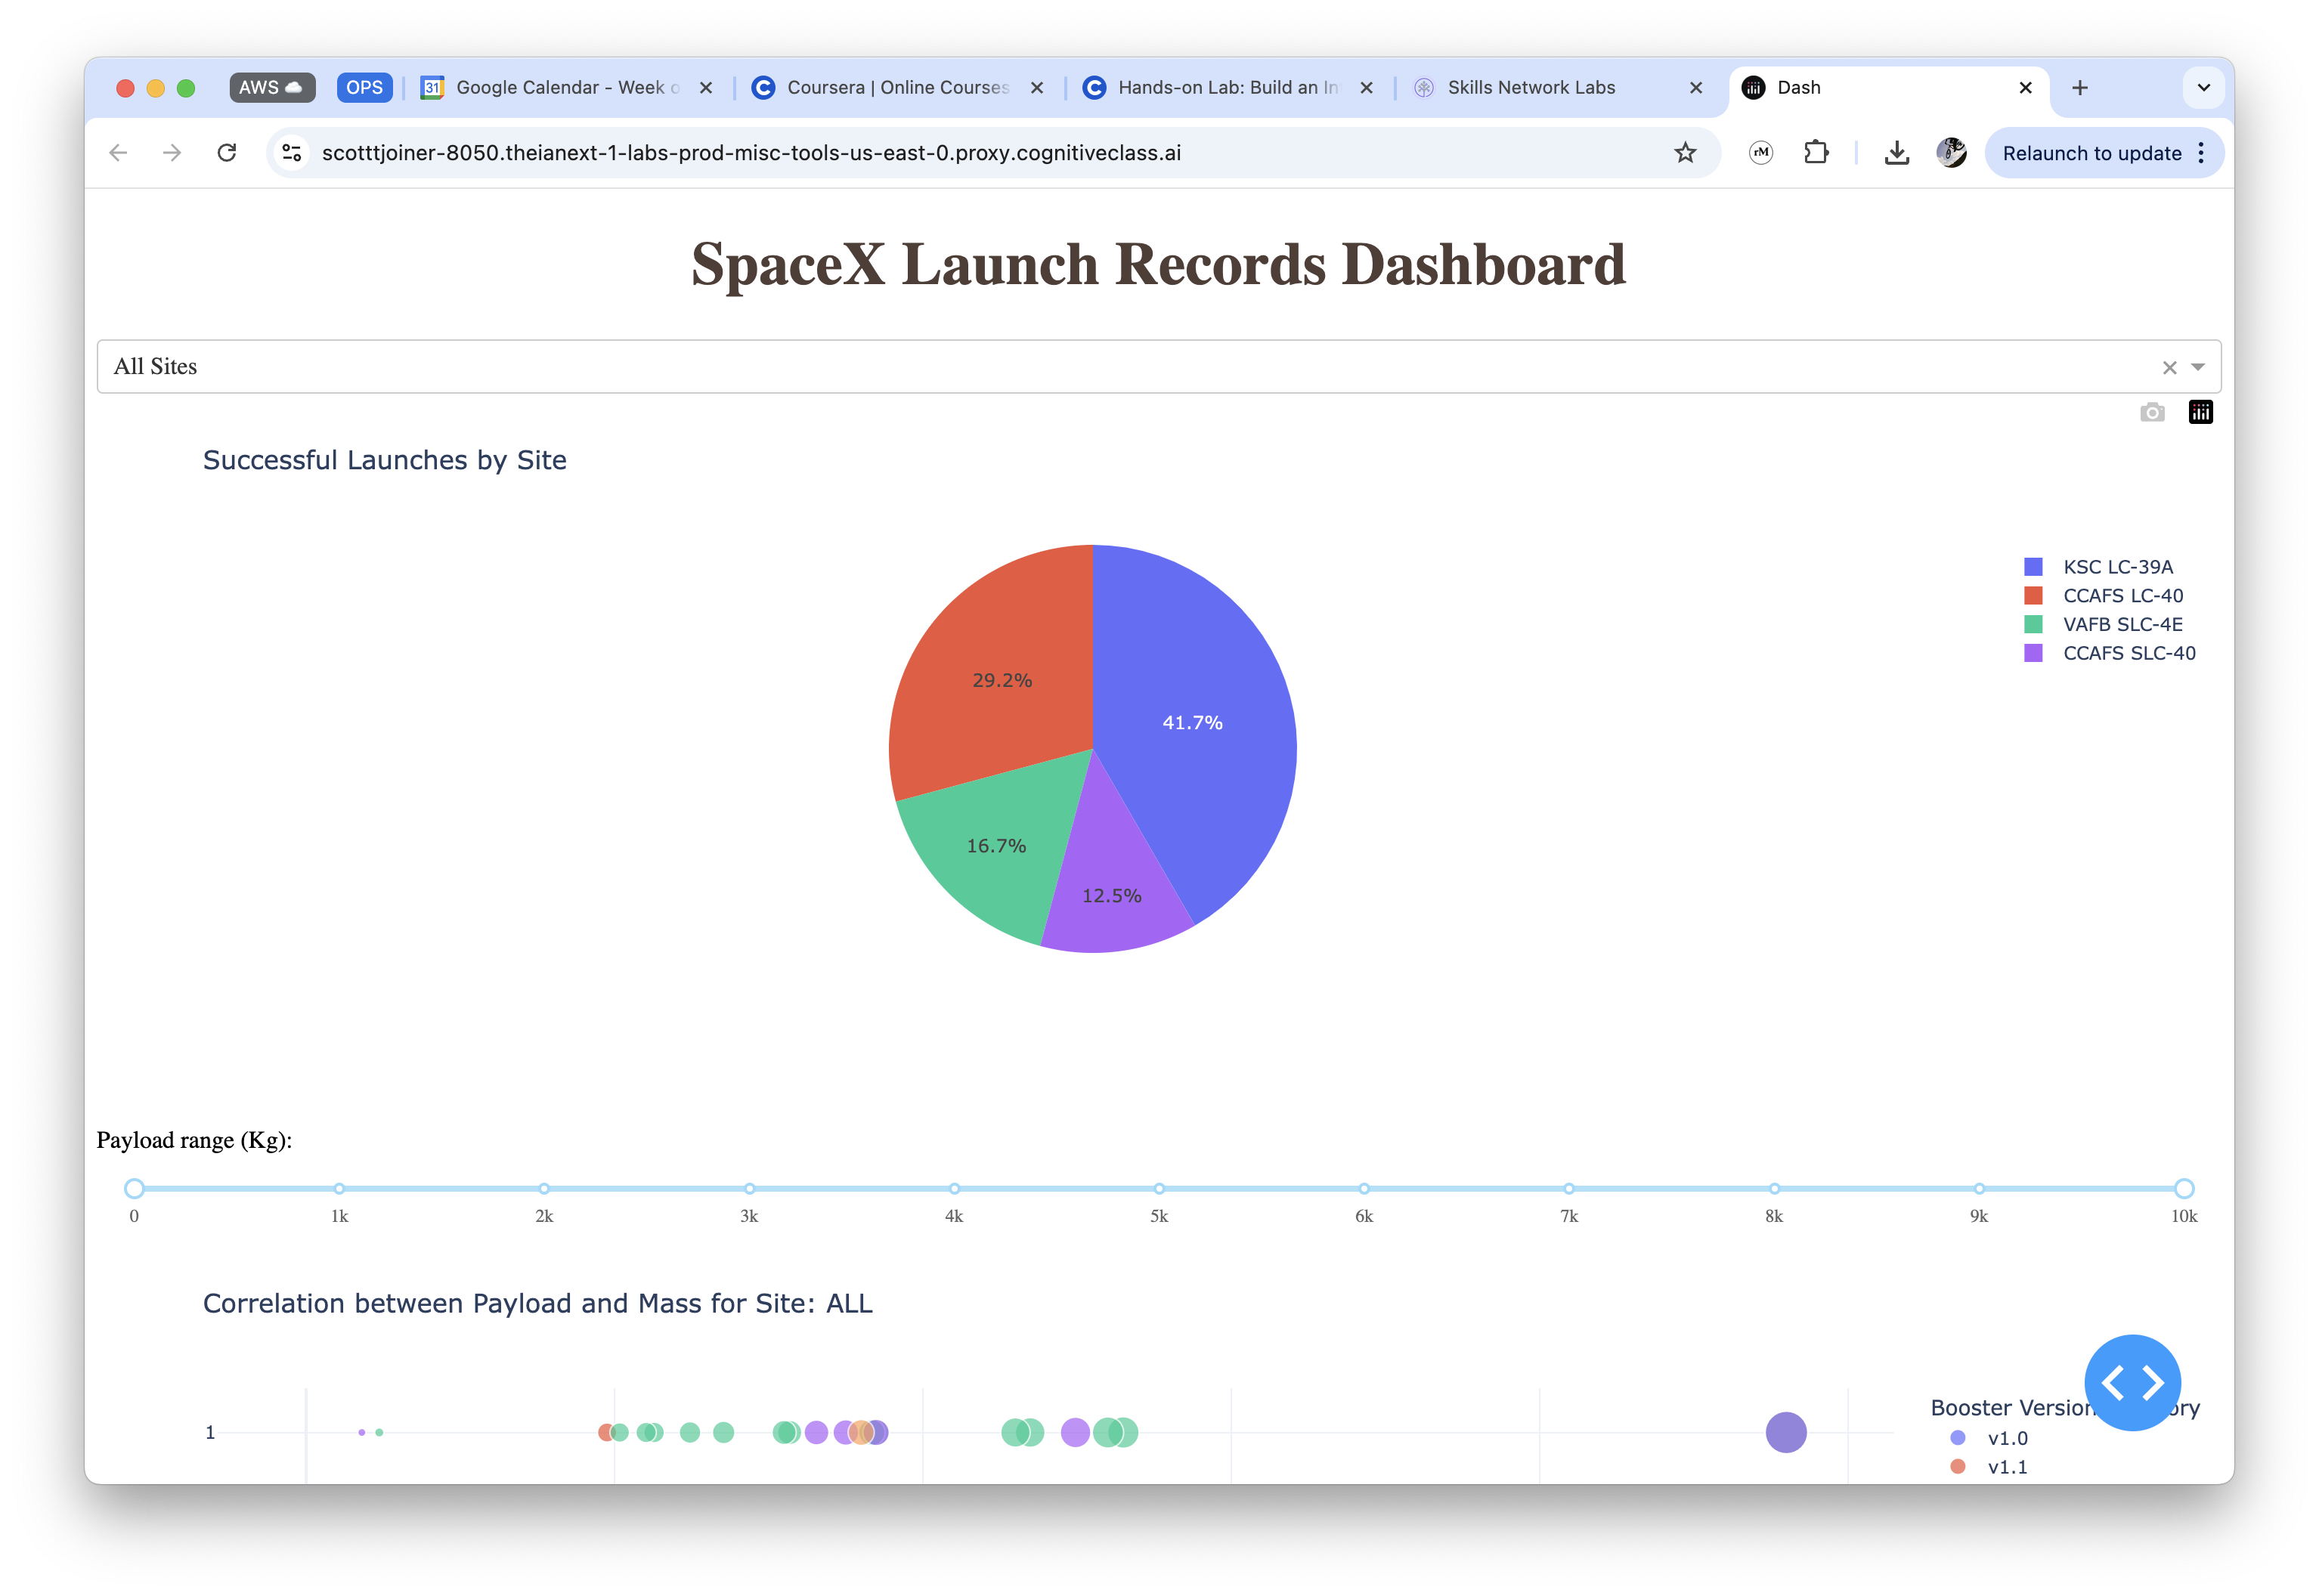 AWS OPS 31 Google Calendar - Week o Coursera | Online Courses Hands-on Lab: Build an In Skills Network Labs Dash
scotttjoiner-8050.theianext-1-labs-prod-misc-tools-us-east-0.proxy.cognitiveclass.ai rM Relaunch to update
SpaceX Launch Records Dashboard
All Sites
Successful Launches by Site
KSC LC-39A
CCAFS LC-40
VAFB SLC-4E
CCAFS SLC-40
29.2%
41.7%
16.7%
12.5%
Payload range (Kg):
0 1k 2k 3k 4k 5k 6k 7k 8k 9k 10k
Correlation between Payload and Mass for Site: ALL
1
Booster Version ory
v1.0
v1.1